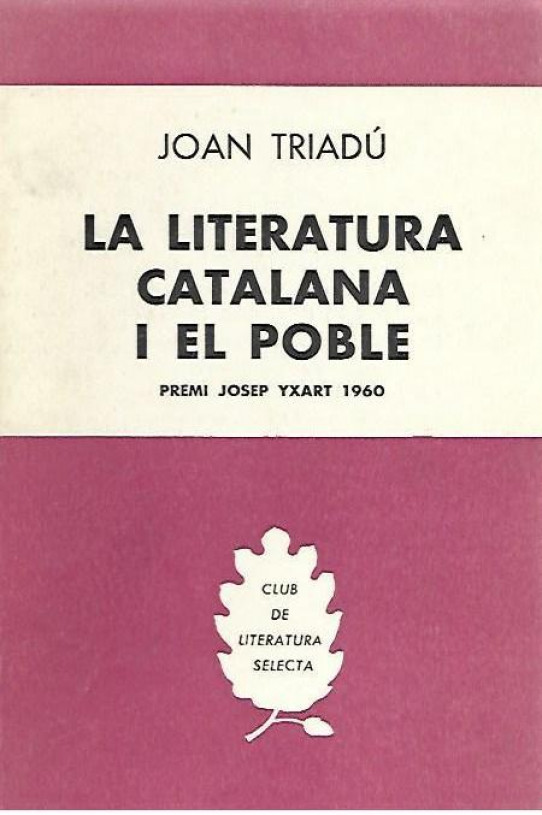 JOAN TRIADÚ
LA LITERATURA
CATALANA
I EL POBLE
PREMI JOSEP YXART 1960
CLUB
DE
LITERATURA
SELECTA